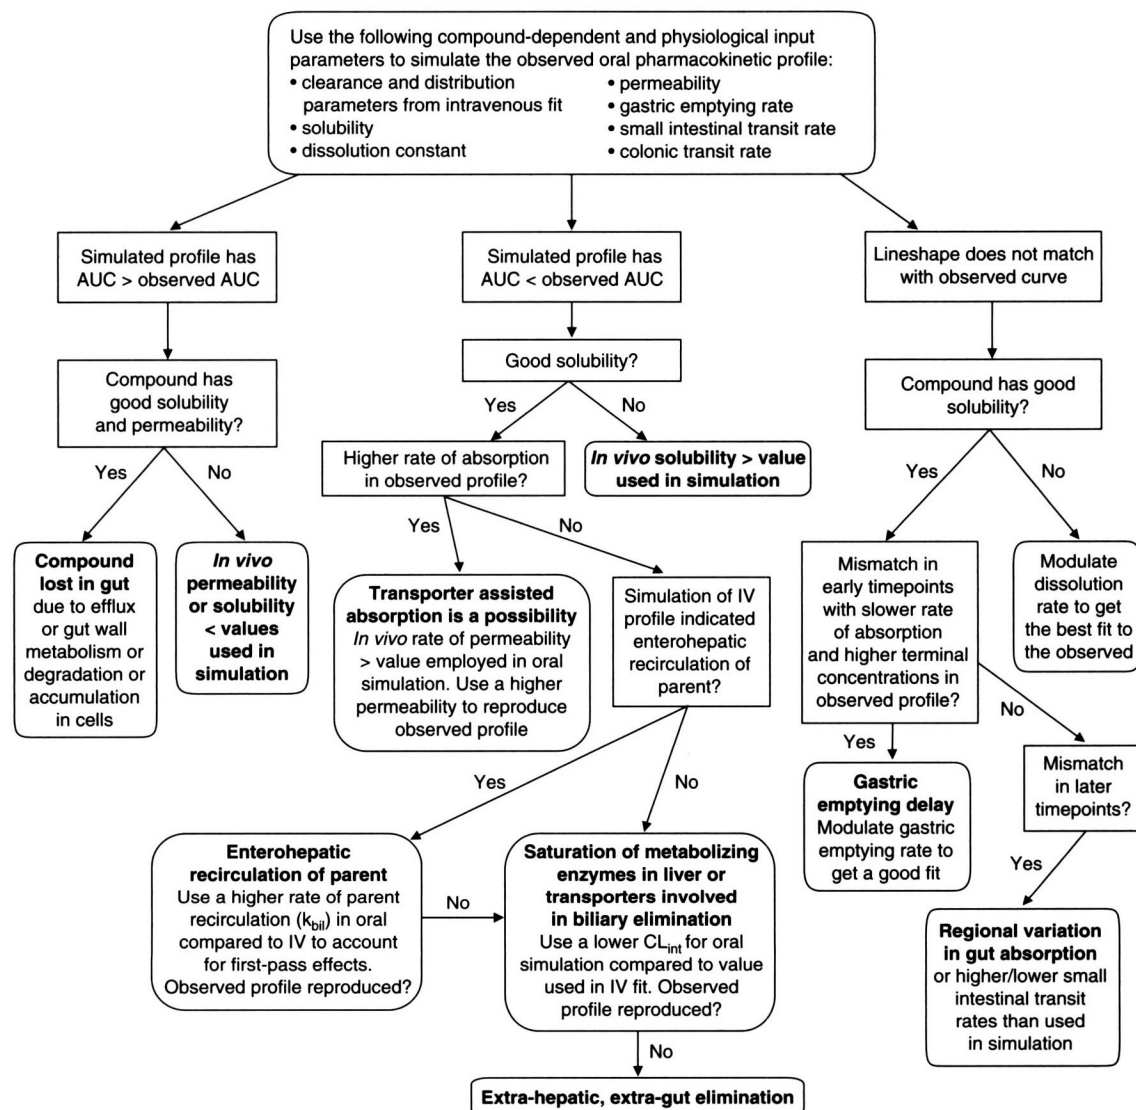 Use the following compound-dependent and physiological input
parameters to simulate the observed oral pharmacokinetic profile:
• clearance and distribution
parameters from intravenous fit
• solubility
• dissolution constant
• permeability
• gastric emptying rate
• small intestinal transit rate
• colonic transit rate
Simulated profile has
AUC > observed AUC
Simulated profile has
AUC < observed AUC
Lineshape does not match
with observed curve
Compound has
good solubility
and permeability?
Good solubility?
Compound has good
solubility?
Yes
No
Yes
No
Yes
No
Higher rate of absorption
in observed profile?
In vivo solubility > value
used in simulation
Yes
No
Compound
lost in gut
due to efflux
or gut wall
metabolism or
degradation or
accumulation
in cells
In vivo
permeability
or solubility
< values
used in
simulation
Transporter assisted
absorption is a possibility
In vivo rate of permeability
> value employed in oral
simulation. Use a higher
permeability to reproduce
observed profile
Simulation of IV
profile indicated
enterohepatic
recirculation of
parent?
Mismatch in
early timepoints
with slower rate
of absorption
and higher terminal
concentrations in
observed profile?
Modulate
dissolution
rate to get
the best fit to
the observed
Yes
No
Yes
No
Gastric
emptying delay
Modulate gastric
emptying rate to
get a good fit
Mismatch
in later
timepoints?
Yes
Enterohepatic
recirculation of parent
Use a higher rate of parent
recirculation (kbil) in oral
compared to IV to account
for first-pass effects.
Observed profile reproduced?
No
Saturation of metabolizing
enzymes in liver or
transporters involved
in biliary elimination
Use a lower CLint for oral
simulation compared to value
used in IV fit. Observed
profile reproduced?
Regional variation
in gut absorption
or higher/lower small
intestinal transit
rates than used
in simulation
No
Extra-hepatic, extra-gut elimination